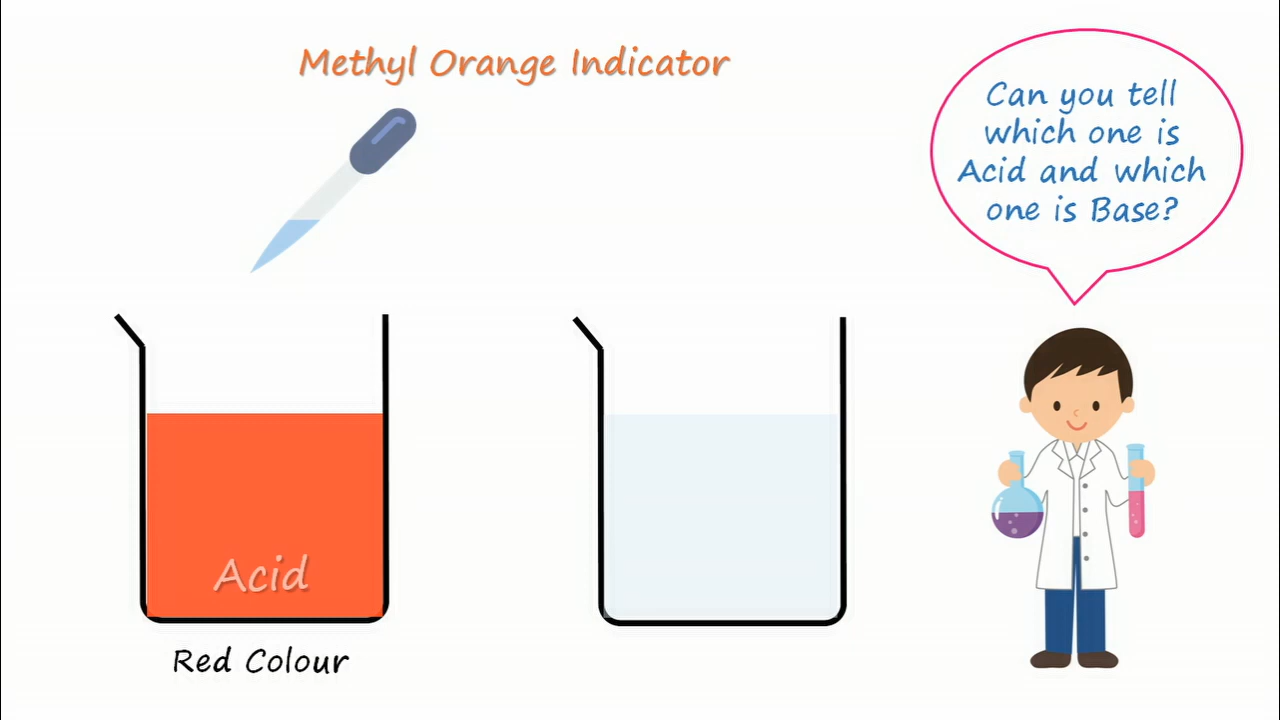 Methyl Orange Indicator
Can you tell
which one is
Acid and which
one is Base?
Acid
Red Colour